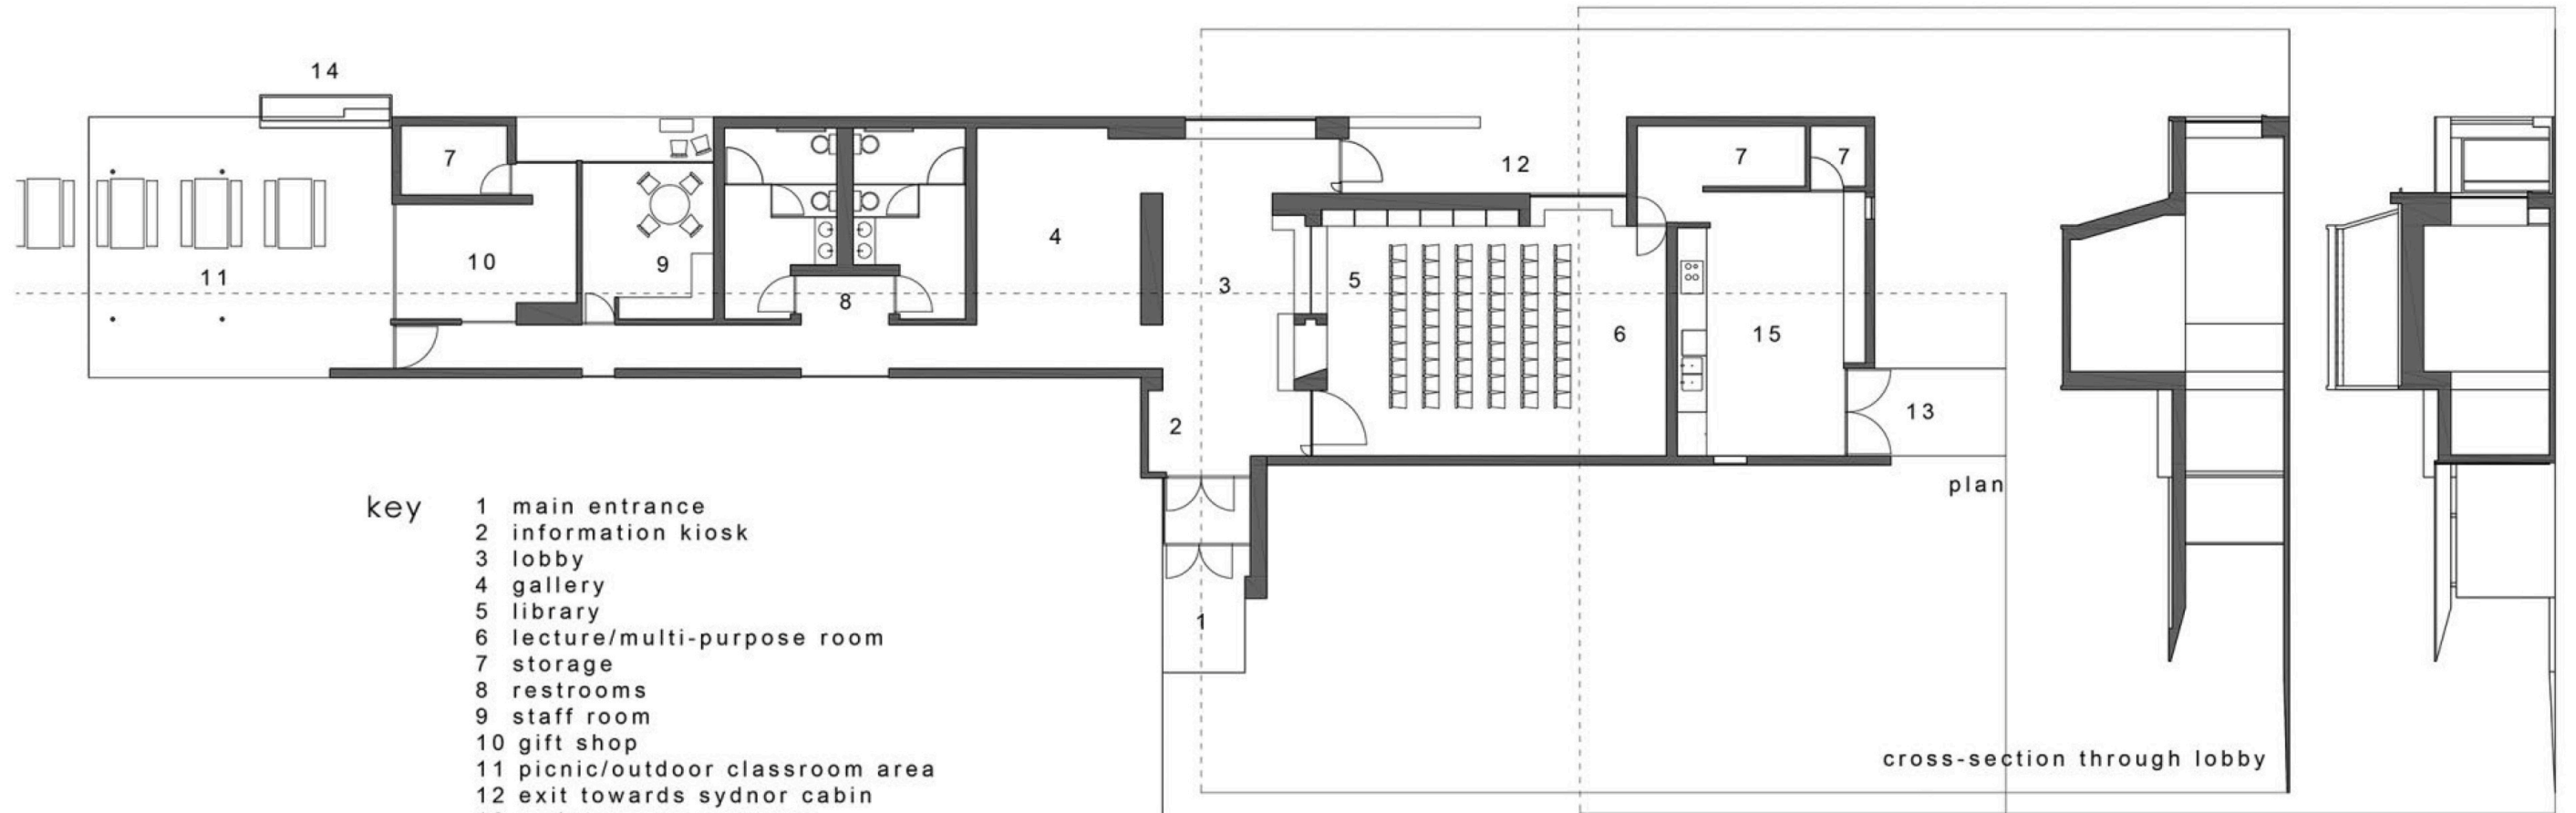 14
7
12
7
7
4
10
9
11
3
5
8
6
15
13
2
plan
key
1 main entrance
2 information kiosk
3 lobby
4 gallery
5 library
6 lecture/multi-purpose room
7 storage
8 restrooms
9 staff room
10 gift shop
11 picnic/outdoor classroom area
12 exit towards sydnor cabin
1
cross-section through lobby